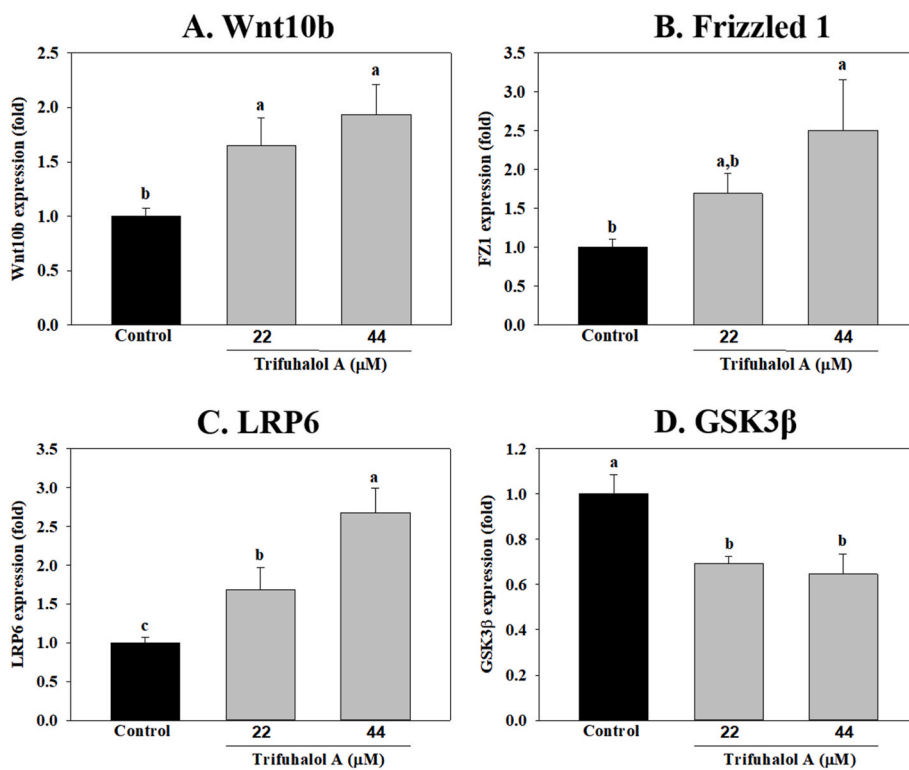 A. Wnt10b
Wnt10b expression (fold)
2.5
2.0
1.5
1.0
0.5
0.0
b
a
a
Control
22
44
Trifuhalol A (μM)
B. Frizzled 1
FZ1 expression (fold)
3.5
3.0
2.5
2.0
1.5
1.0
0.5
0.0
b
a,b
a
Control
22
44
Trifuhalol A (μM)
C. LRP6
LRP6 expression (fold)
3.5
3.0
2.5
2.0
1.5
1.0
0.5
0.0
c
b
a
Control
22
44
Trifuhalol A (μM)
D. GSK3β
GSK3β expression (fold)
1.2
1.0
0.8
0.6
0.4
0.2
0.0
a
b
b
Control
22
44
Trifuhalol A (μM)